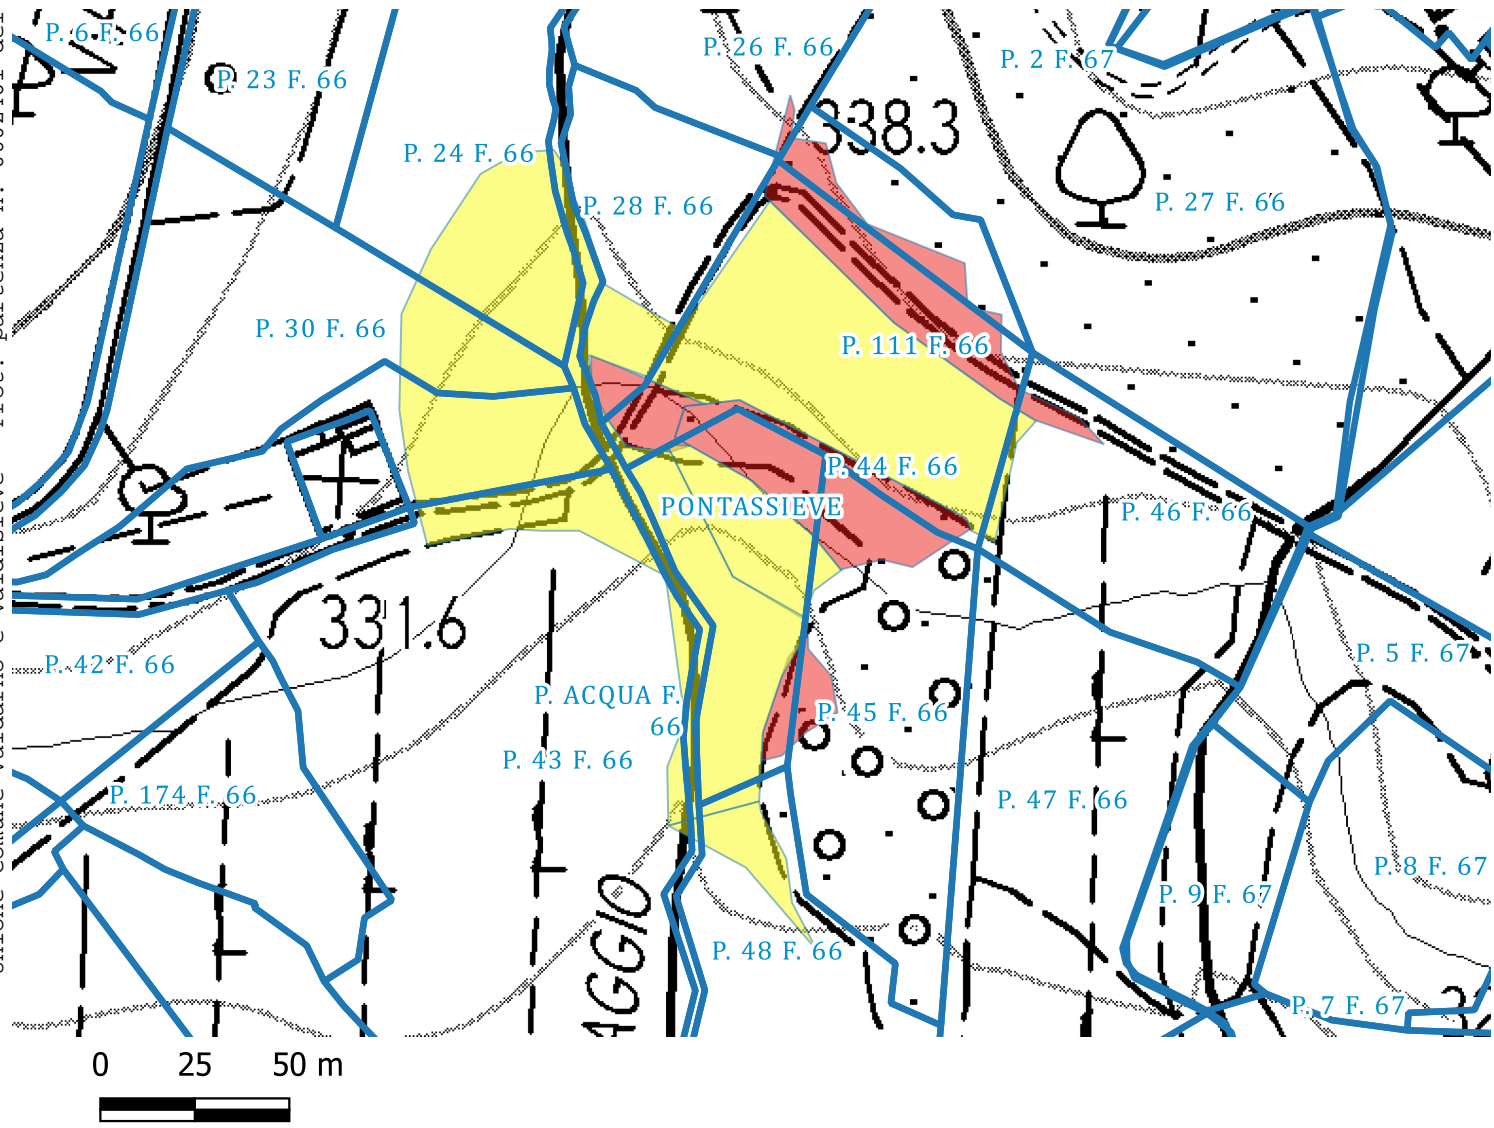 P. 6 F. 66
P. 26 F. 66
P. 2 F. 67
P. 23 F. 66
338.3
P. 24 F. 66
P. 28 F. 66
P. 27 F. 66
P. 30 F. 66
P. 111 F. 66
P. 44 F. 66
PONTASSIEVE
P. 46 F. 66
331.6
P. 42 F. 66
P. 5 F. 67
P. ACQUA F.
66
P. 45 F. 66
P. 43 F. 66
P. 174 F. 66
P. 47 F. 66
P. 8 F. 67
P. 9 F. 67
AGGIO
P. 48 F. 66
P. 7 F. 67
0 25 50 m